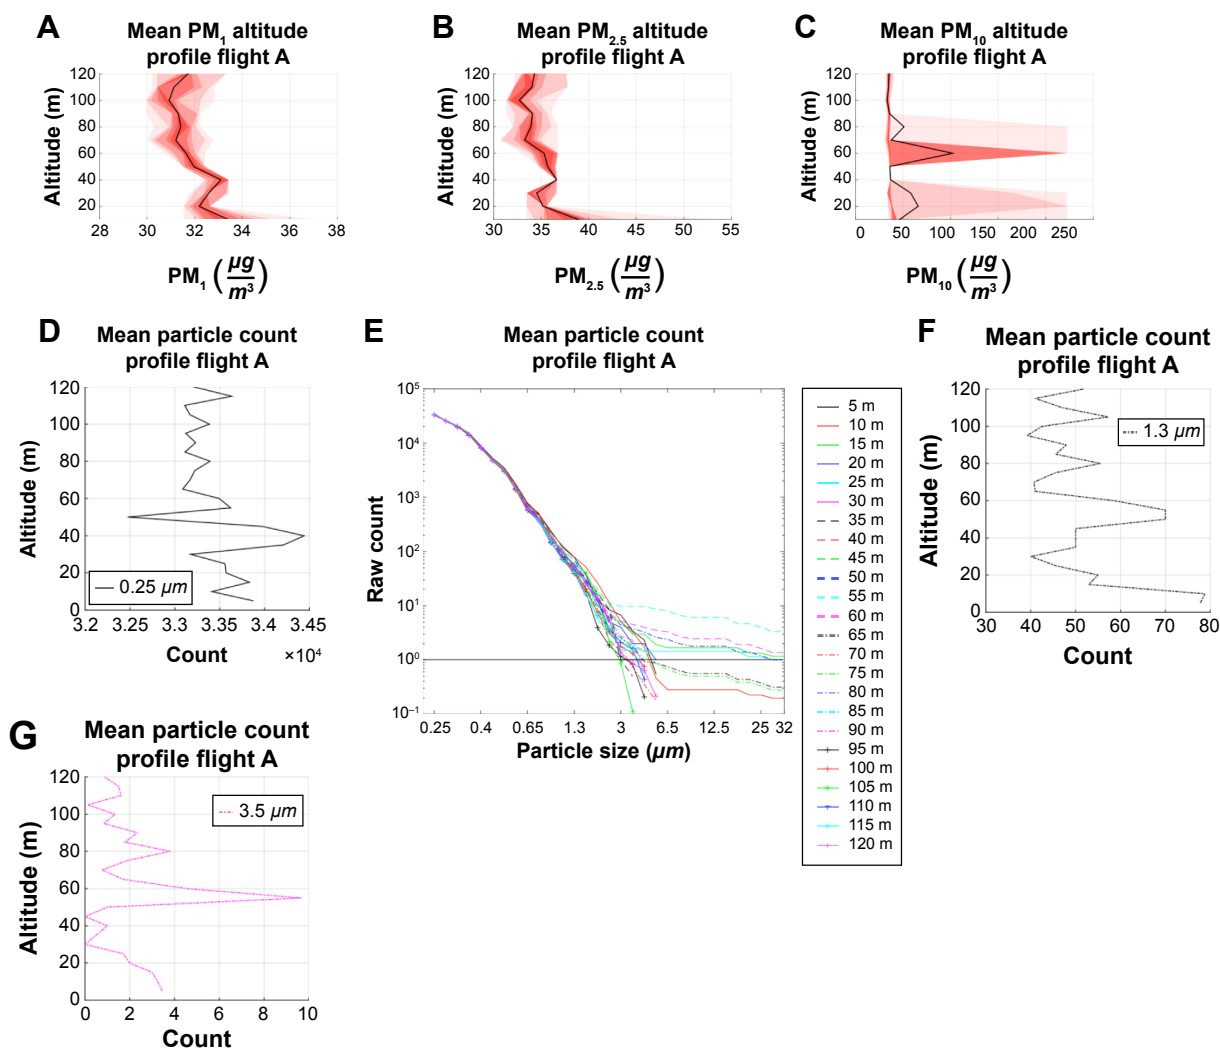 A
Mean PM1 altitude
profile flight A
Altitude (m)
120
100
80
60
40
20
28 30 32 34 36 38
PM1 (μg/m³)
B
Mean PM2.5 altitude
profile flight A
Altitude (m)
120
100
80
60
40
20
30 35 40 45 50 55
PM2.5 (μg/m³)
C
Mean PM10 altitude
profile flight A
Altitude (m)
120
100
80
60
40
20
0 50 100 150 200 250
PM10 (μg/m³)
D
Mean particle count
profile flight A
Altitude (m)
120
100
80
60
40
20
0
0.25 μm
3.2 3.25 3.3 3.35 3.4 3.45
Count ×10⁴
E
Mean particle count
profile flight A
Raw count
10⁵
10⁴
10³
10²
10¹
10⁰
10⁻¹
0.25 0.4 0.65 1.3 3 6.5 12.5 25 32
Particle size (μm)
5 m
10 m
15 m
20 m
25 m
30 m
35 m
40 m
45 m
50 m
55 m
60 m
65 m
70 m
75 m
80 m
85 m
90 m
95 m
100 m
105 m
110 m
115 m
120 m
F
Mean particle count
profile flight A
Altitude (m)
120
100
80
60
40
20
0
1.3 μm
30 40 50 60 70 80
Count
G
Mean particle count
profile flight A
Altitude (m)
120
100
80
60
40
20
0
3.5 μm
0 2 4 6 8 10
Count